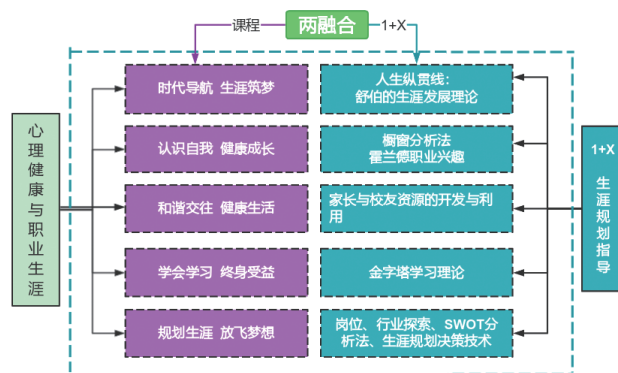 课程
两融合
1+X
时代导航 生涯筑梦
人生纵贯线：
舒伯的生涯发展理论
认识自我 健康成长
橱窗分析法
霍兰德职业兴趣
和谐交往 健康生活
家长与校友资源的开发与利
用
学会学习 终身受益
金字塔学习理论
规划生涯 放飞梦想
岗位、行业探索、SWOT分
析法、生涯规划决策技术
心理健康与职业生涯
1+X
生涯规划指导